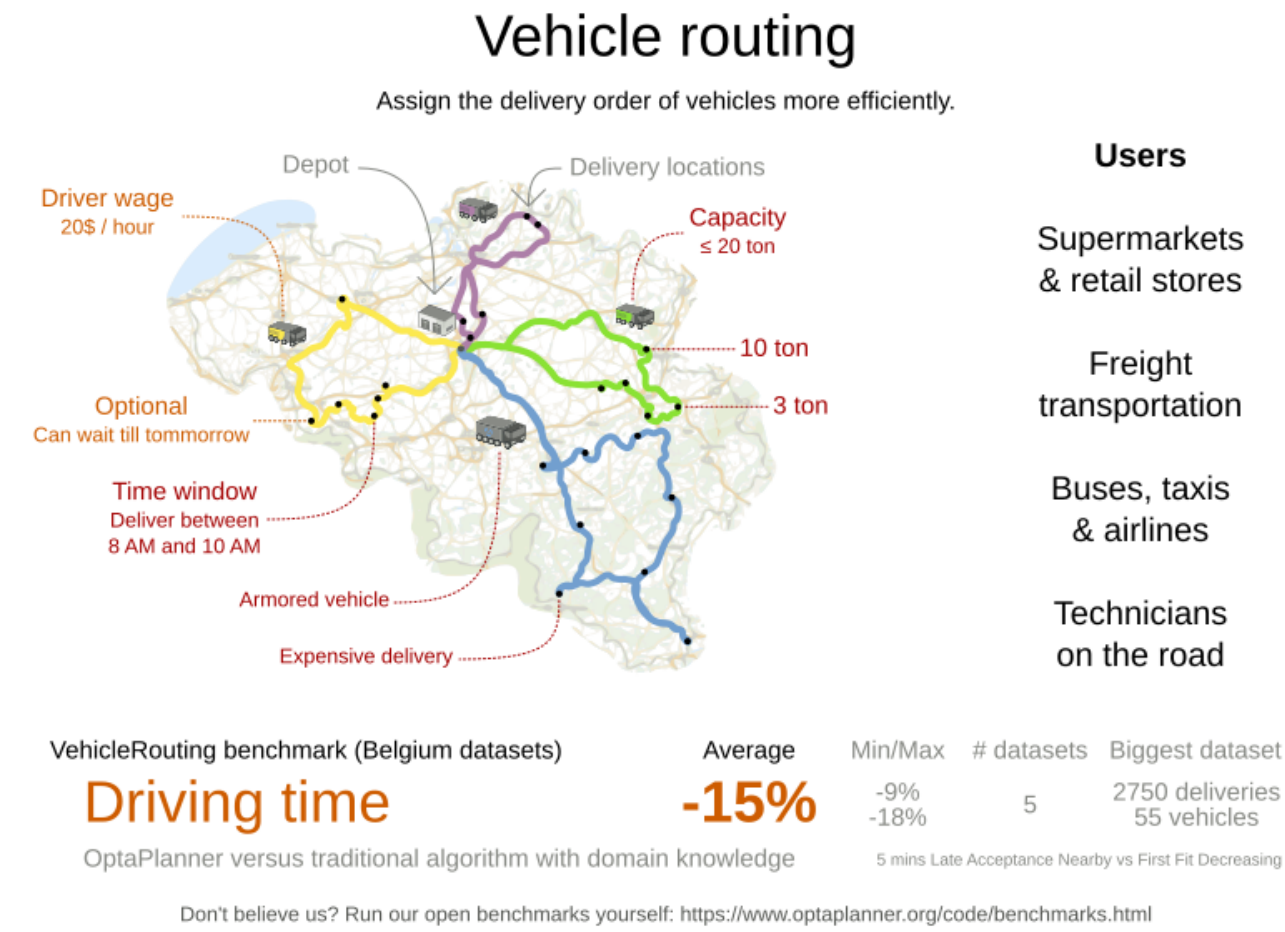 Vehicle routing
Assign the delivery order of vehicles more efficiently.
Depot
Delivery locations
Driver wage
20$ / hour
Capacity
≤ 20 ton
10 ton
3 ton
Optional
Can wait till tommorrow
Time window
Deliver between
8 AM and 10 AM
Armored vehicle
Expensive delivery
Users
Supermarkets
& retail stores
Freight
transportation
Buses, taxis
& airlines
Technicians
on the road
VehicleRouting benchmark (Belgium datasets)
Driving time
OptaPlanner versus traditional algorithm with domain knowledge
Average
-15%
Min/Max
-9%
-18%
# datasets
5
Biggest dataset
2750 deliveries
55 vehicles
5 mins Late Acceptance Nearby vs First Fit Decreasing
Don't believe us? Run our open benchmarks yourself: https://www.optaplanner.org/code/benchmarks.html